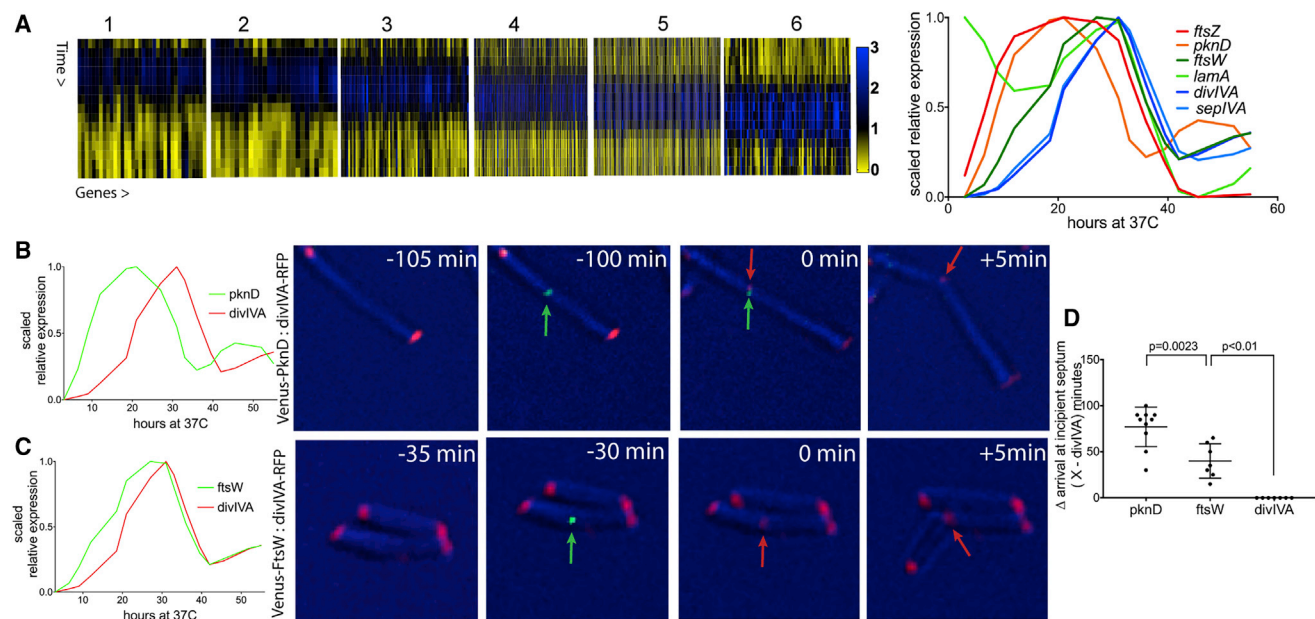 A
1 2 3 4 5 6
Time >
Genes >
3
2
1
0
scaled relative expression
1.0
0.5
0.0
0 20 40 60
hours at 37C
ftsZ
pknD
ftsW
lamA
divIVA
sepIVA
B
scaled
relative expression
1.0
0.5
0.0
10 20 30 40 50
hours at 37C
pknD
divIVA
Venus-PknD : divIVA-RFP
-105 min
-100 min
0 min
+5min
C
scaled
relative expression
1.0
0.5
0.0
10 20 30 40 50
hours at 37C
ftsW
divIVA
Venus-FtsW : divIVA-RFP
-35 min
-30 min
0 min
+5min
D
Δ arrival at incipient septum
( X - divIVA) minutes
150
100
50
0
p=0.0023
p<0.01
pknD ftsW divIVA